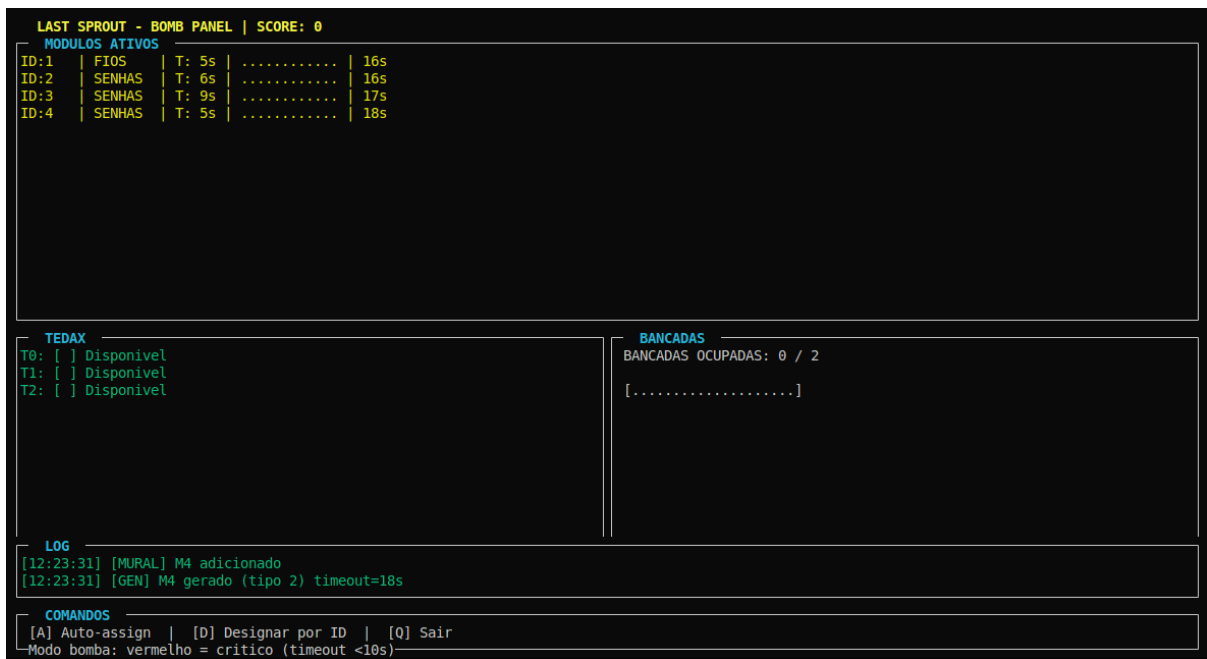 LAST SPROUT - BOMB PANEL | SCORE: 0
MODULOS ATIVOS
ID:1 | FIOS | T: 5s | ............ | 16s
ID:2 | SENHAS | T: 6s | ............ | 16s
ID:3 | SENHAS | T: 9s | ............ | 17s
ID:4 | SENHAS | T: 5s | ............ | 18s
TEDAX
T0: [ ] Disponivel
T1: [ ] Disponivel
T2: [ ] Disponivel
BANCADAS
BANCADAS OCUPADAS: 0 / 2
[....................]
LOG
[12:23:31] [MURAL] M4 adicionado
[12:23:31] [GEN] M4 gerado (tipo 2) timeout=18s
COMANDOS
[A] Auto-assign | [D] Designar por ID | [Q] Sair
Modo bomba: vermelho = critico (timeout <10s)